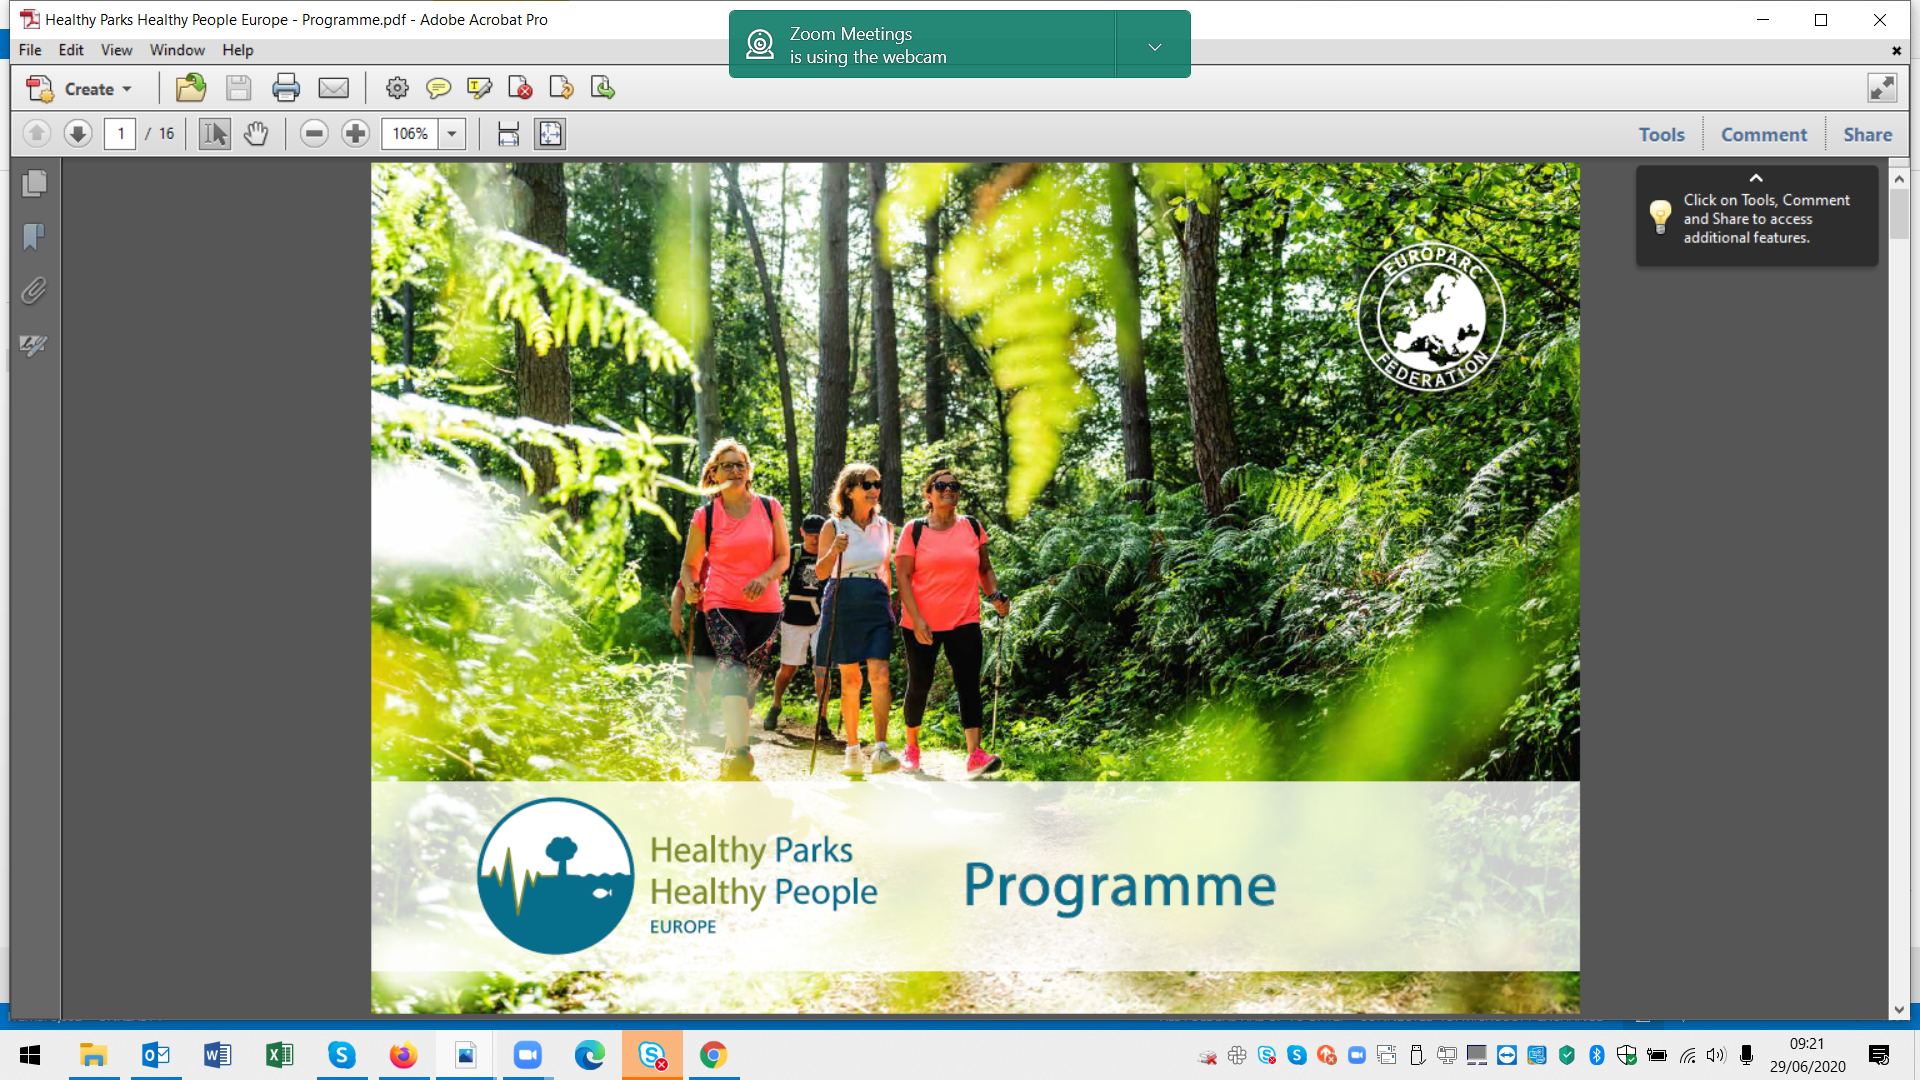 Healthy Parks Healthy People Europe - Programme.pdf - Adobe Acrobat Pro
Zoom Meetings
is using the webcam
File Edit View Window Help
Create
1 / 16
106%
Tools Comment Share
Click on Tools, Comment
and Share to access
additional features.
EUROPARC
FEDERATION
Healthy Parks
Healthy People
EUROPE
Programme
09:21
29/06/2020